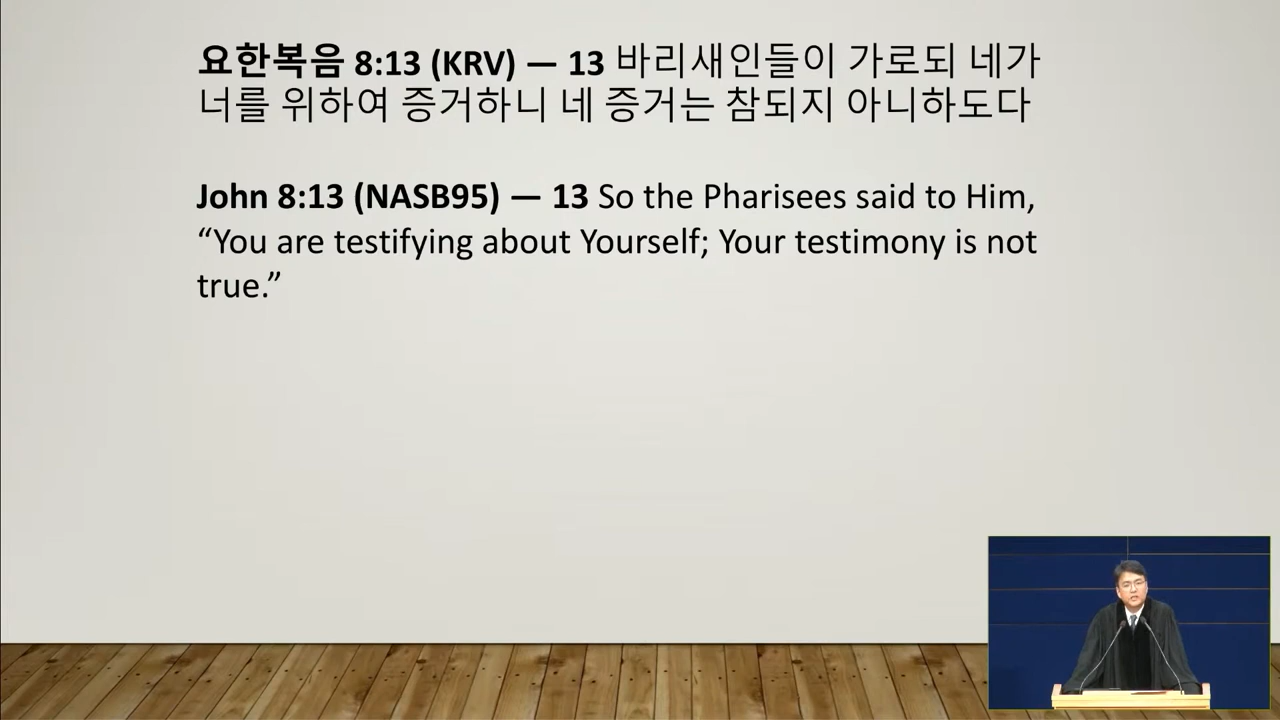 요한복음 8:13 (KRV) — 13 바리새인들이 가로되 네가
너를 위하여 증거하니 네 증거는 참되지 아니하도다
John 8:13 (NASB95) — 13 So the Pharisees said to Him,
“You are testifying about Yourself; Your testimony is not
true.”